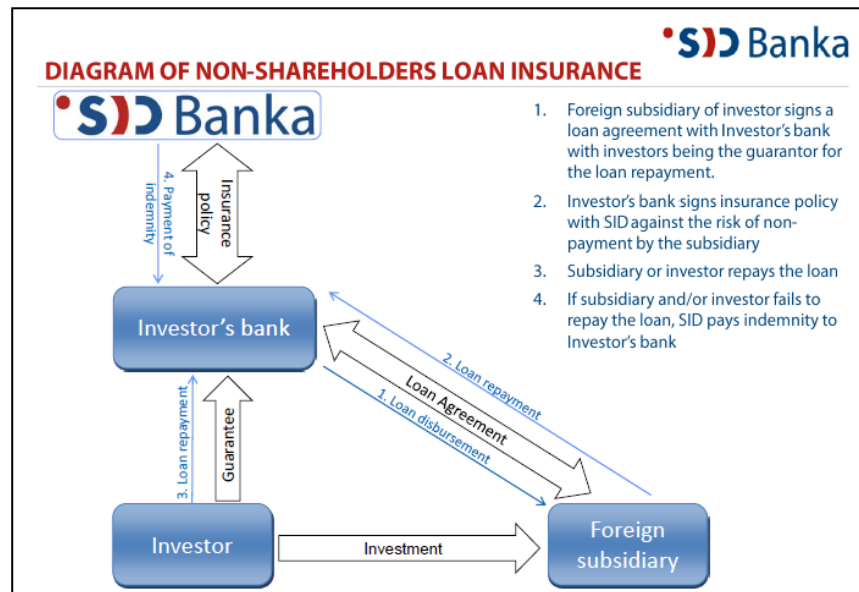 SID Banka
DIAGRAM OF NON-SHAREHOLDERS LOAN INSURANCE
SID Banka
1. Foreign subsidiary of investor signs a
loan agreement with Investor's bank
with investors being the guarantor for
the loan repayment.
2. Investor's bank signs insurance policy
with SID against the risk of non-
payment by the subsidiary
3. Subsidiary or investor repays the loan
4. If subsidiary and/or investor fails to
repay the loan, SID pays indemnity to
Investor's bank
4. Payment of
indemnity
Insurance
policy
Investor's bank
2. Loan repayment
Loan Agreement
1. Loan disbursement
3. Loan repayment
Guarantee
Investor
Investment
Foreign
subsidiary